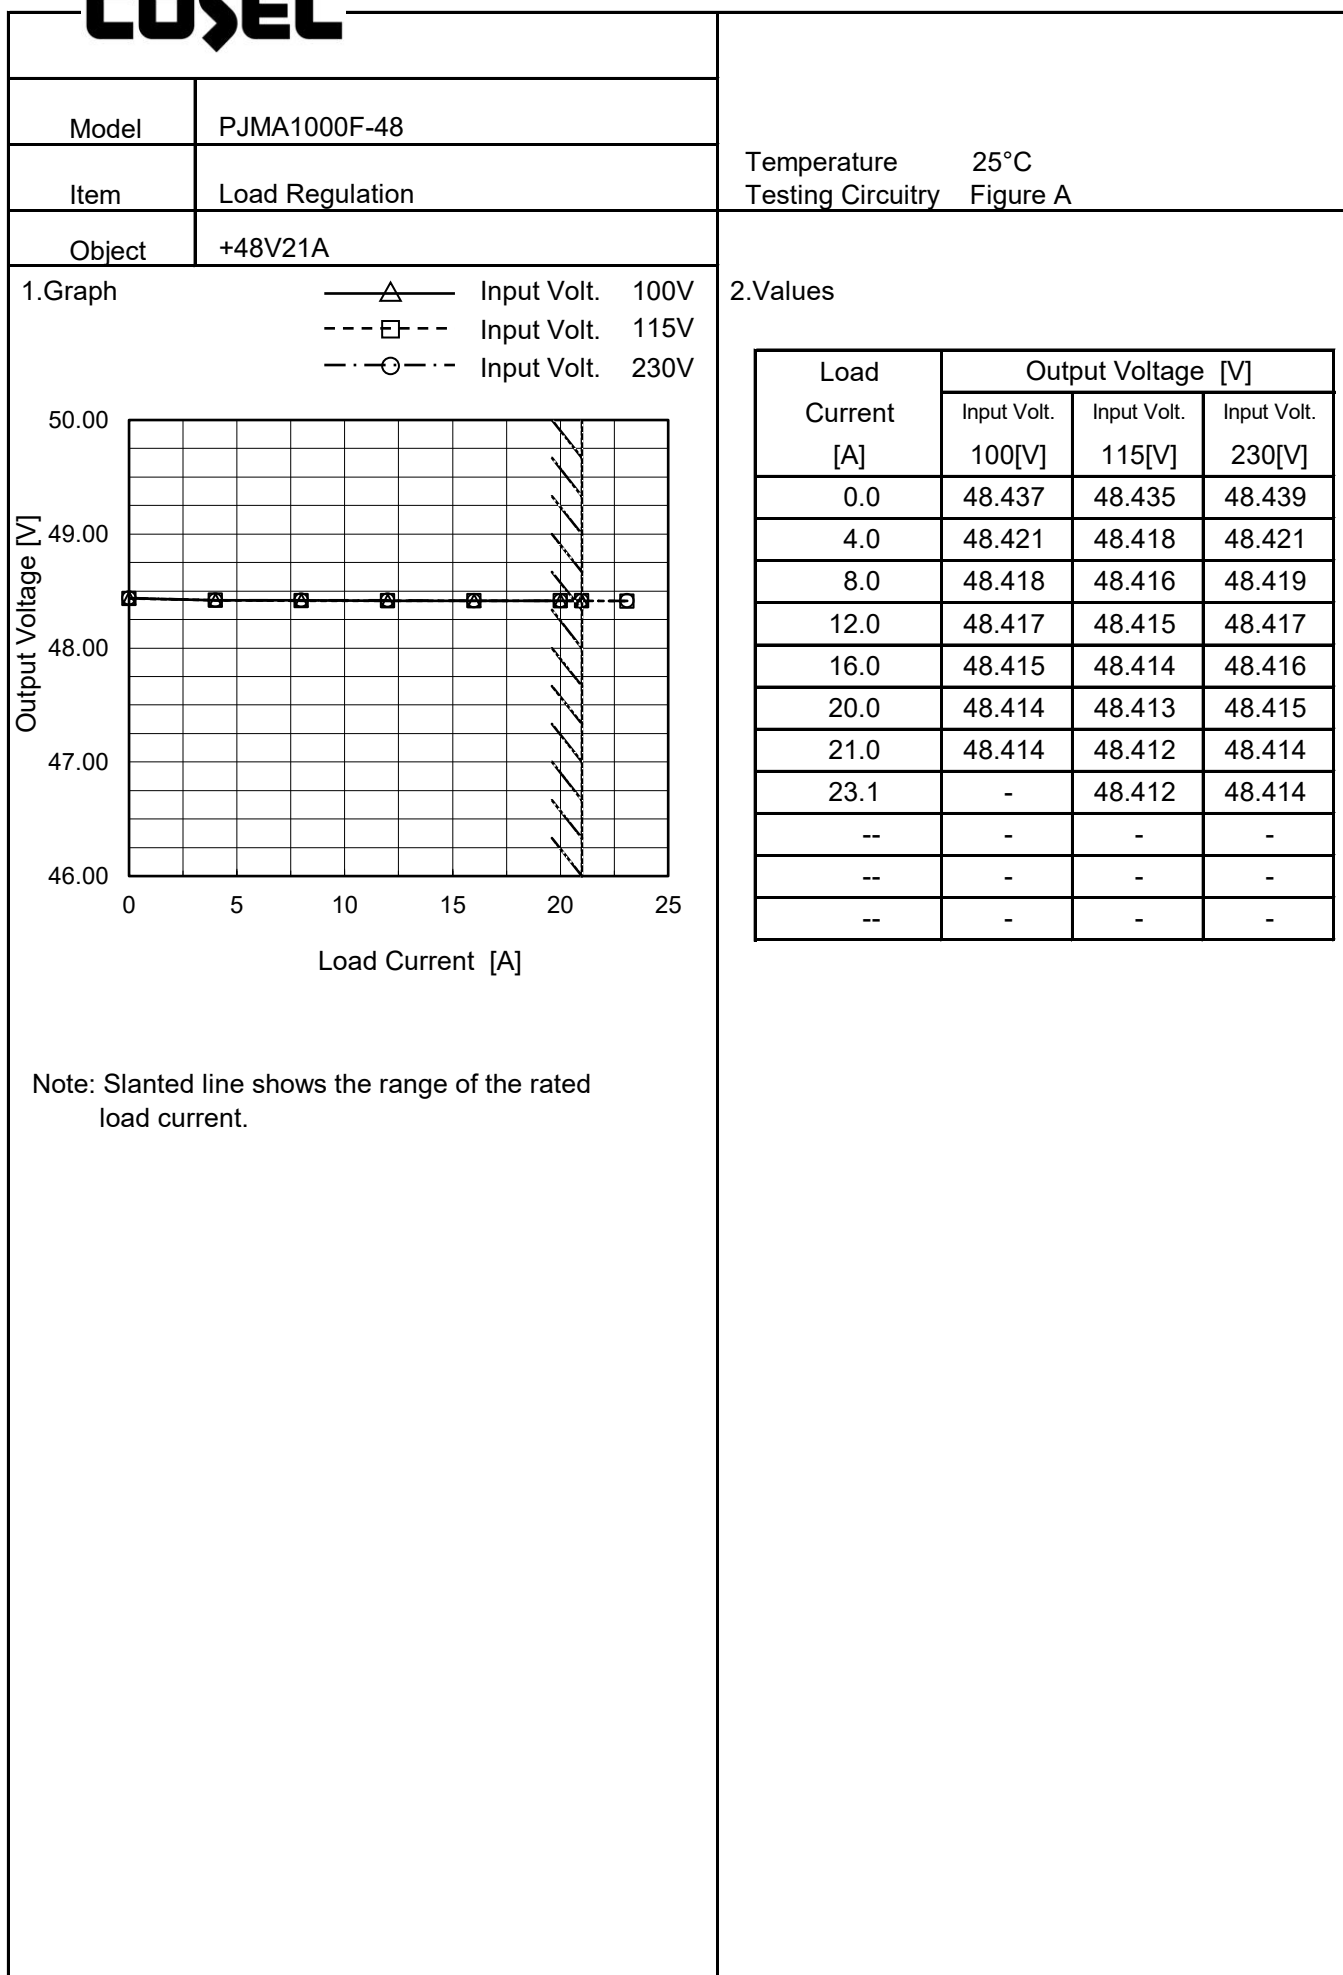 COSEL
Model PJMA1000F-48
Item Load Regulation
Object +48V21A
Temperature 25°C
Testing Circuitry Figure A
1.Graph
Input Volt. 100V
Input Volt. 115V
Input Volt. 230V
50.00
49.00
48.00
47.00
46.00
Output Voltage [V]
0 5 10 15 20 25
Load Current [A]
Note: Slanted line shows the range of the rated
load current.
2.Values
Load Output Voltage [V]
Current Input Volt. Input Volt. Input Volt.
[A] 100[V] 115[V] 230[V]
0.0 48.437 48.435 48.439
4.0 48.421 48.418 48.421
8.0 48.418 48.416 48.419
12.0 48.417 48.415 48.417
16.0 48.415 48.414 48.416
20.0 48.414 48.413 48.415
21.0 48.414 48.412 48.414
23.1 - 48.412 48.414
-- - - -
-- - - -
-- - - -